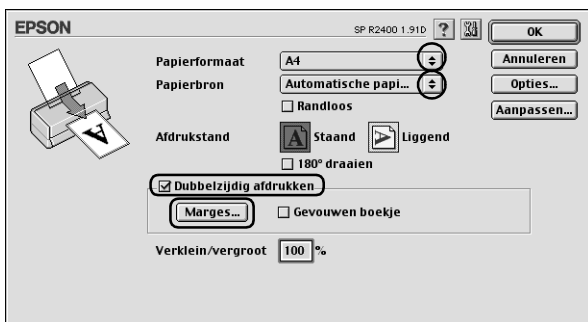 EPSON SP R2400 1.91D ? OK
Papierformaat A4 Annuleren
Papierbron Automatische papi... Opties...
Randloos Aanpassen...
Afdrukstand A Staand A Liggend
180° draaien
Dubbelzijdig afdrukken
Marges... Gevouwen boekje
Verklein/vergroot 100 %
A